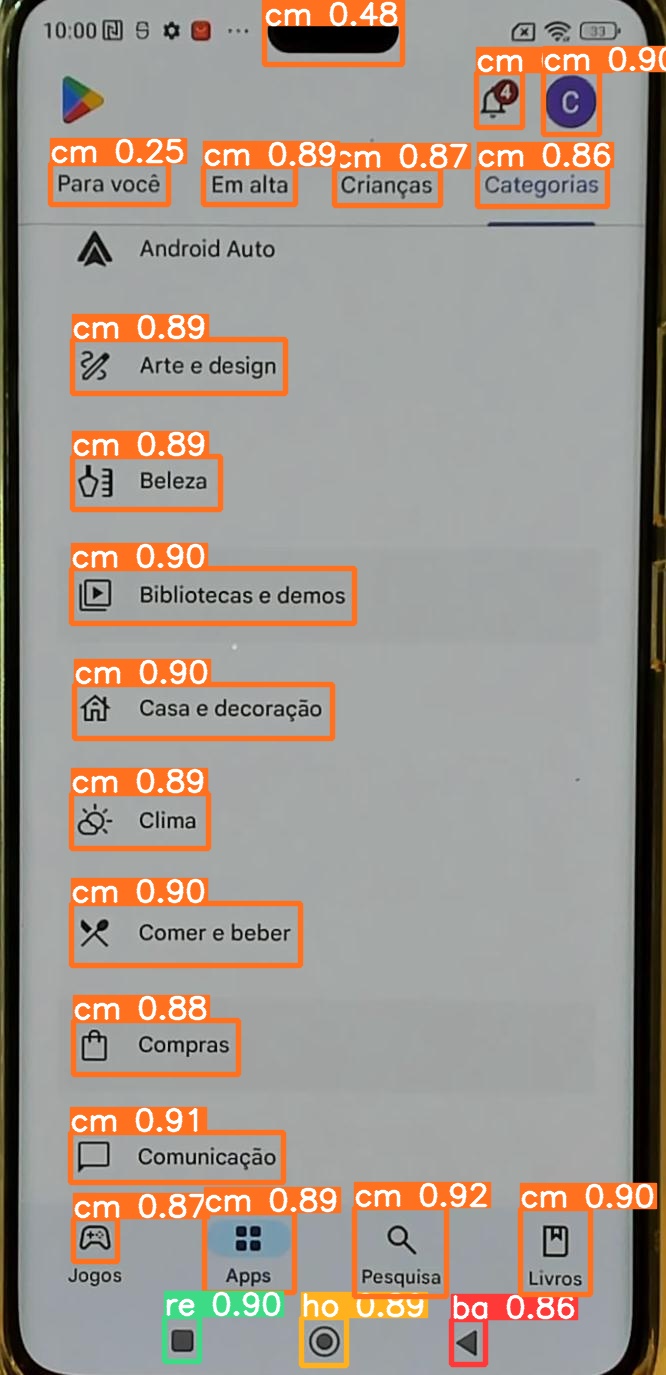 10:00
33
cm 0.48
cm
cm 0.90
4
C
cm 0.25
cm 0.89
cm 0.87
cm 0.86
Para você
Em alta
Crianças
Categorias
Android Auto
cm 0.89
Arte e design
cm 0.89
Beleza
cm 0.90
Bibliotecas e demos
cm 0.90
Casa e decoração
cm 0.89
Clima
cm 0.90
Comer e beber
cm 0.88
Compras
cm 0.91
Comunicação
cm 0.87
cm 0.89
cm 0.92
cm 0.90
Jogos
Apps
Pesquisa
Livros
re 0.90
ho 0.89
ba 0.86